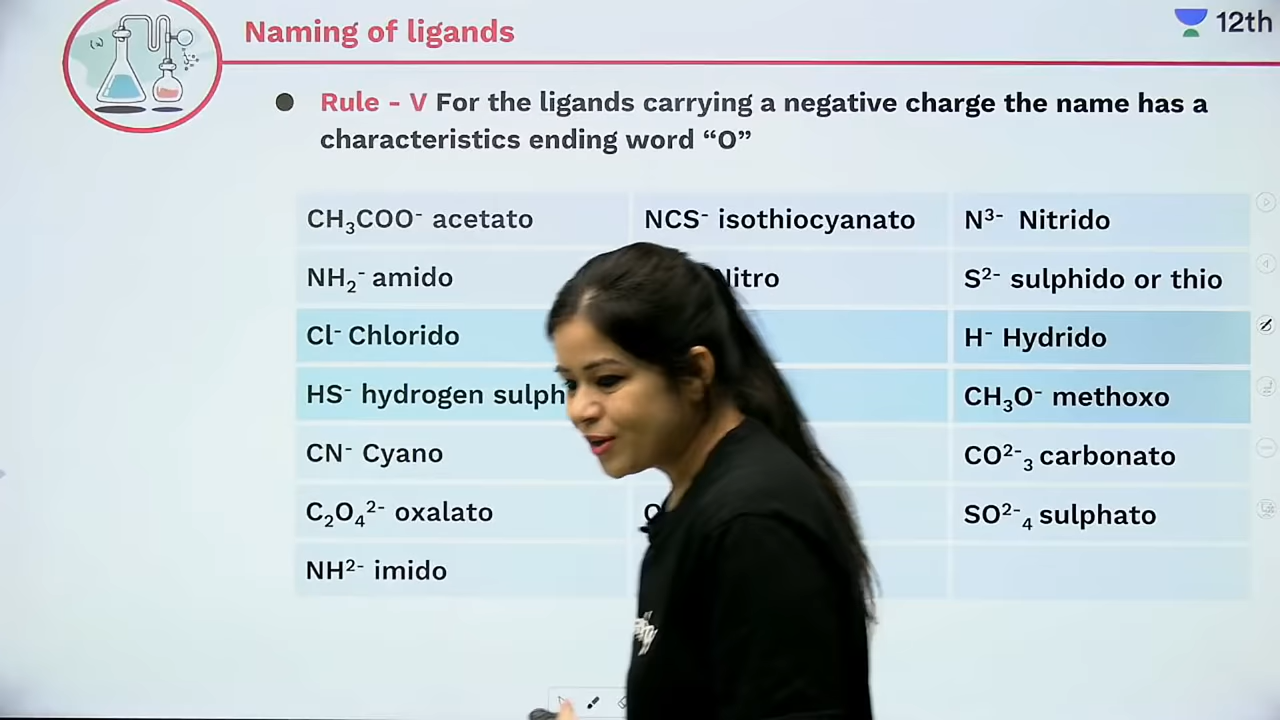 Naming of ligands
12th
Rule - V For the ligands carrying a negative charge the name has a
characteristics ending word “O”
CH₃COO⁻ acetato NCS⁻ isothiocyanato N³⁻ Nitrido
NH₂⁻ amido S²⁻ sulphido or thio
Cl⁻ Chlorido H⁻ Hydrido
HS⁻ hydrogen CH₃O⁻ methoxo
CN⁻ Cyano CO²⁻₃ carbonato
C₂O₄²⁻ oxalato SO²⁻₄ sulphato
NH²⁻ imido